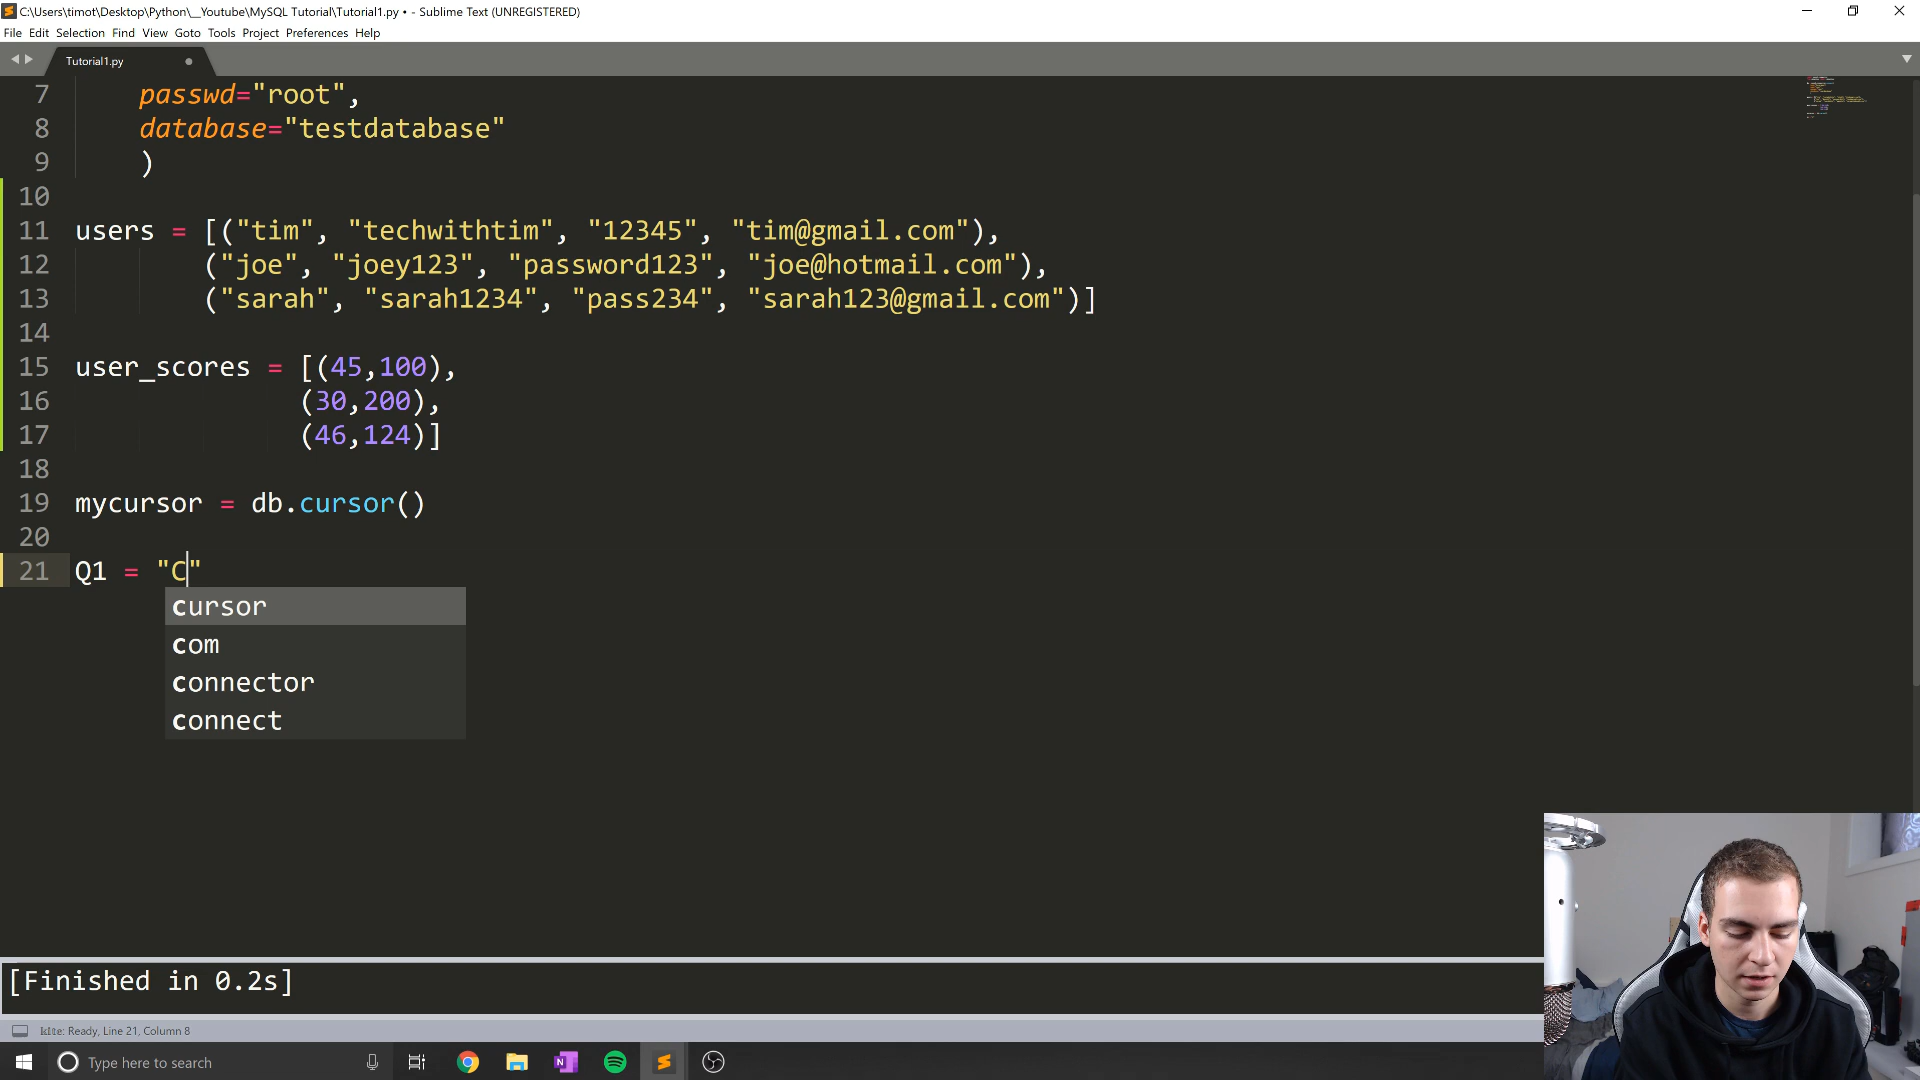 C:\Users\timot\Desktop\Python\__Youtube\MySQL Tutorial\Tutorial1.py • - Sublime Text (UNREGISTERED)
File Edit Selection Find View Goto Tools Project Preferences Help
Tutorial1.py
7 passwd="root",
8 database="testdatabase"
9 )
10
11 users = [("tim", "techwithtim", "12345", "tim@gmail.com"),
12 ("joe", "joey123", "password123", "joe@hotmail.com"),
13 ("sarah", "sarah1234", "pass234", "sarah123@gmail.com")]
14
15 user_scores = [(45,100),
16 (30,200),
17 (46,124)]
18
19 mycursor = db.cursor()
20
21 Q1 = "C"
cursor
com
connector
connect
[Finished in 0.2s]
kite: Ready, Line 21, Column 8
Type here to search